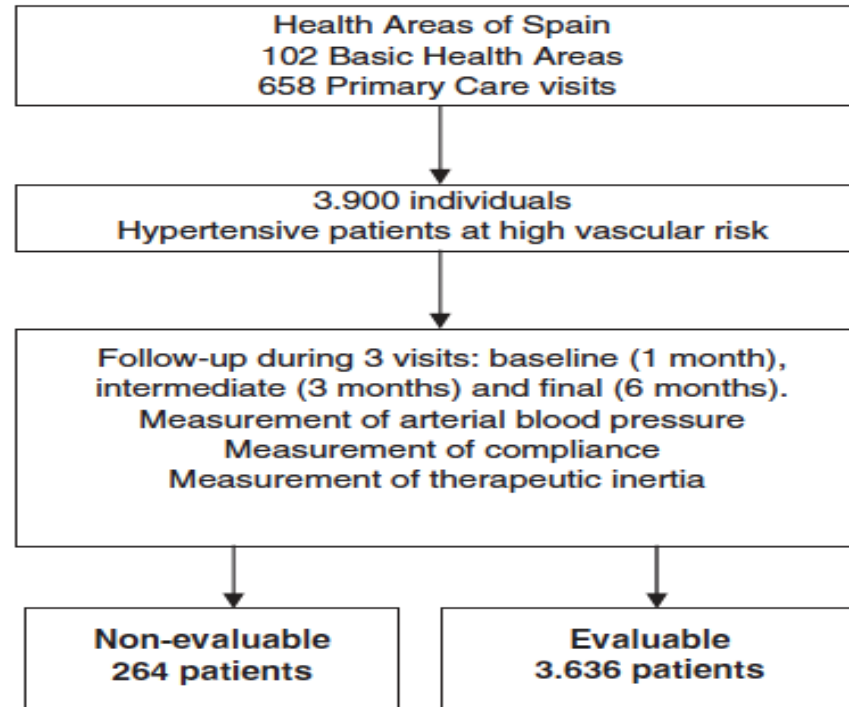 Health Areas of Spain
102 Basic Health Areas
658 Primary Care visits
3.900 individuals
Hypertensive patients at high vascular risk
Follow-up during 3 visits: baseline (1 month),
intermediate (3 months) and final (6 months).
Measurement of arterial blood pressure
Measurement of compliance
Measurement of therapeutic inertia
Non-evaluable
264 patients
Evaluable
3.636 patients